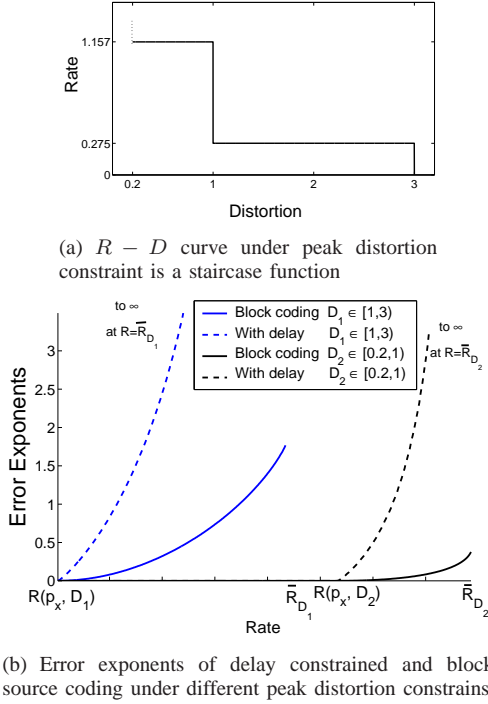 1.157
Rate
0.275
0
0.2
1
2
3
Distortion
(a) R − D curve under peak distortion
constraint is a staircase function
to ∞
at R=R̄_D₁
Block coding D₁ ∈ [1,3)
With delay D₁ ∈ [1,3)
Block coding D₂ ∈ [0.2,1)
With delay D₂ ∈ [0.2,1)
to ∞
at R=R̄_D₂
3
2.5
2
1.5
1
0.5
0
Error Exponents
R(pₓ, D₁)
R̄_D₁
R(pₓ, D₂)
R̄_D₂
Rate
(b) Error exponents of delay constrained and block
source coding under different peak distortion constrains